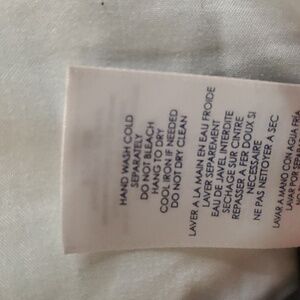 HAND WASH COLD
SEPARATELY
DO NOT BLEACH
HANG TO DRY
COOL IRON IF NEEDED
DO NOT DRY CLEAN
LAVER A LA MAIN EN EAU FROIDE
LAVER SEPAREMENT
EAU DE JAVEL INTERDITE
SECHAGE SUR CINTRE
REPASSER A FER DOUX SI
NECESSAIRE
NE PAS NETTOYER A SEC
LAVAR A MANO CON AGUA FRIA
LAVAR POR